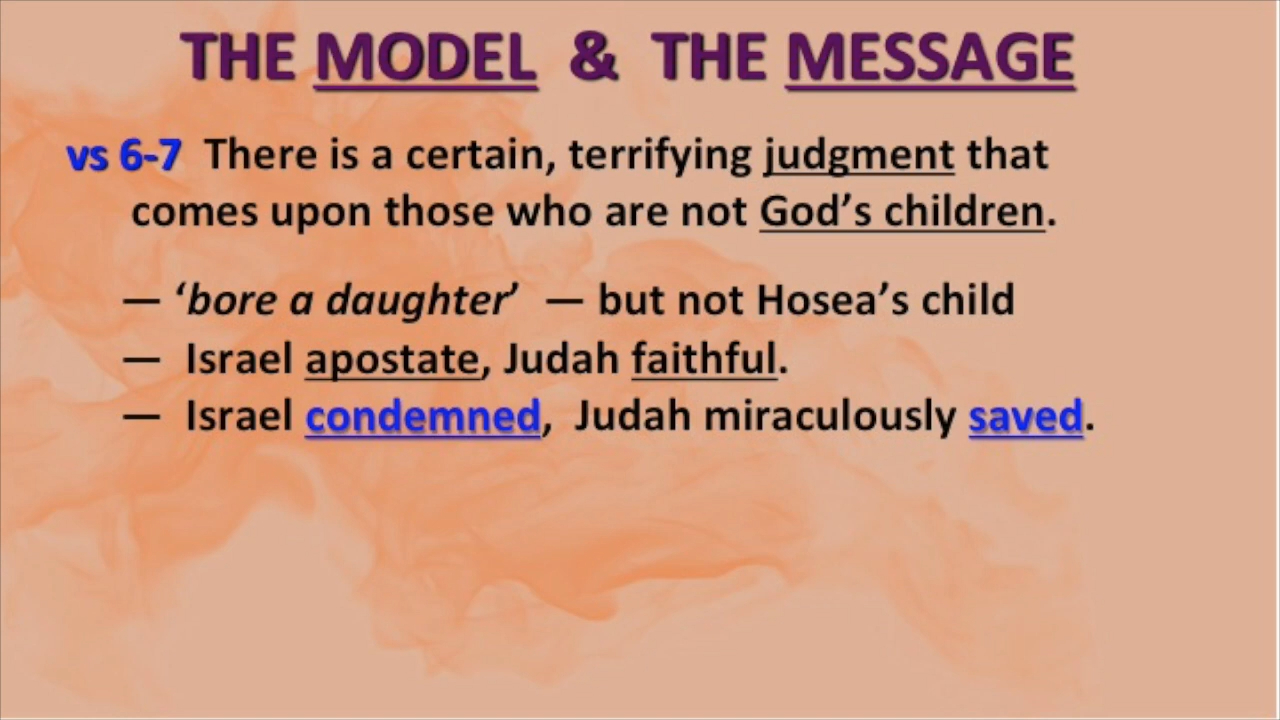 THE MODEL & THE MESSAGE
vs 6-7 There is a certain, terrifying judgment that
comes upon those who are not God’s children.
— ‘bore a daughter’ — but not Hosea’s child
— Israel apostate, Judah faithful.
— Israel condemned, Judah miraculously saved.